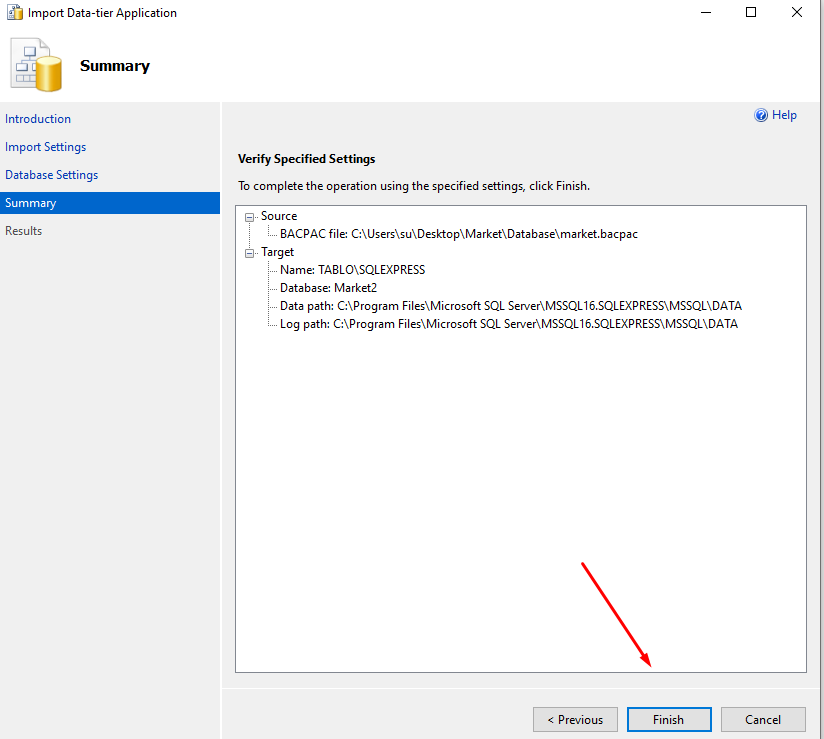 Import Data-tier Application
Summary
Introduction
Import Settings
Database Settings
Summary
Results
Help
Verify Specified Settings
To complete the operation using the specified settings, click Finish.
Source
BACPAC file: C:\Users\su\Desktop\Market\Database\market.bacpac
Target
Name: TABLO\SQLEXPRESS
Database: Market2
Data path: C:\Program Files\Microsoft SQL Server\MSSQL16.SQLEXPRESS\MSSQL\DATA
Log path: C:\Program Files\Microsoft SQL Server\MSSQL16.SQLEXPRESS\MSSQL\DATA
< Previous
Finish
Cancel